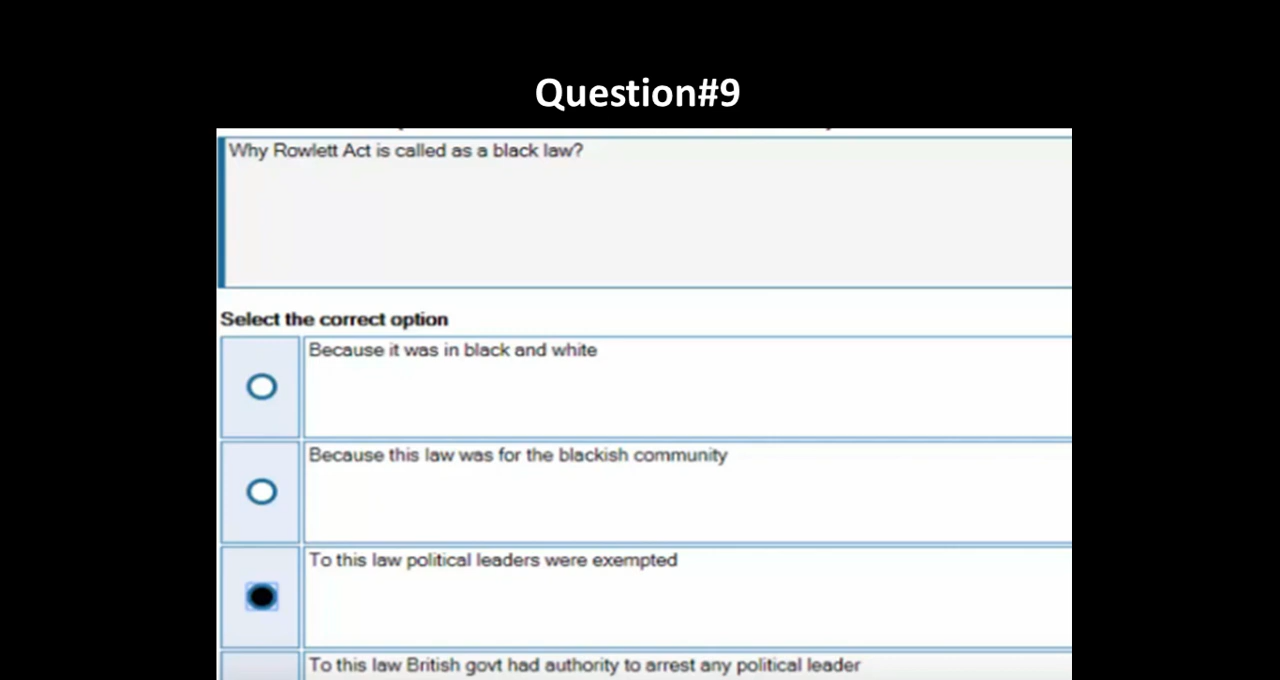 Question#9
Why Rowlett Act is called as a black law?
Select the correct option
Because it was in black and white
Because this law was for the blackish community
To this law political leaders were exempted
To this law British govt had authority to arrest any political leader